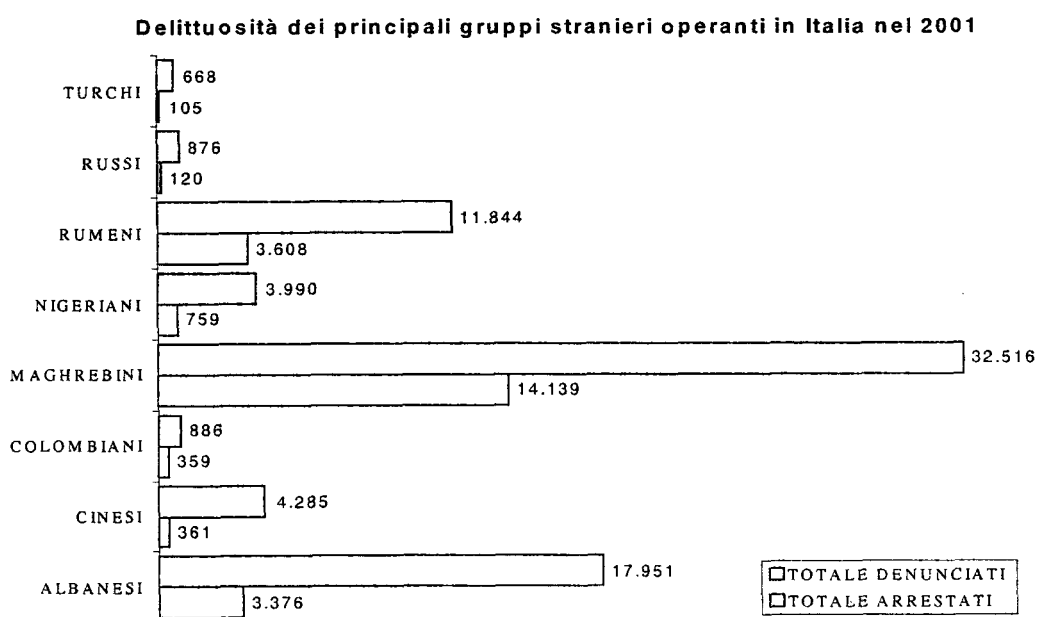 Delittuosità dei principali gruppi stranieri operanti in Italia nel 2001
668
TURCHI
105
876
RUSSI
120
11.844
RUMENI
3.608
3.990
NIGERIANI
759
32.516
MAGHREBINI
14.139
886
COLOMBIANI
359
4.285
CINESI
361
17.951
ALBANESI
3.376
TOTALE DENUNCIATI
TOTALE ARRESTATI